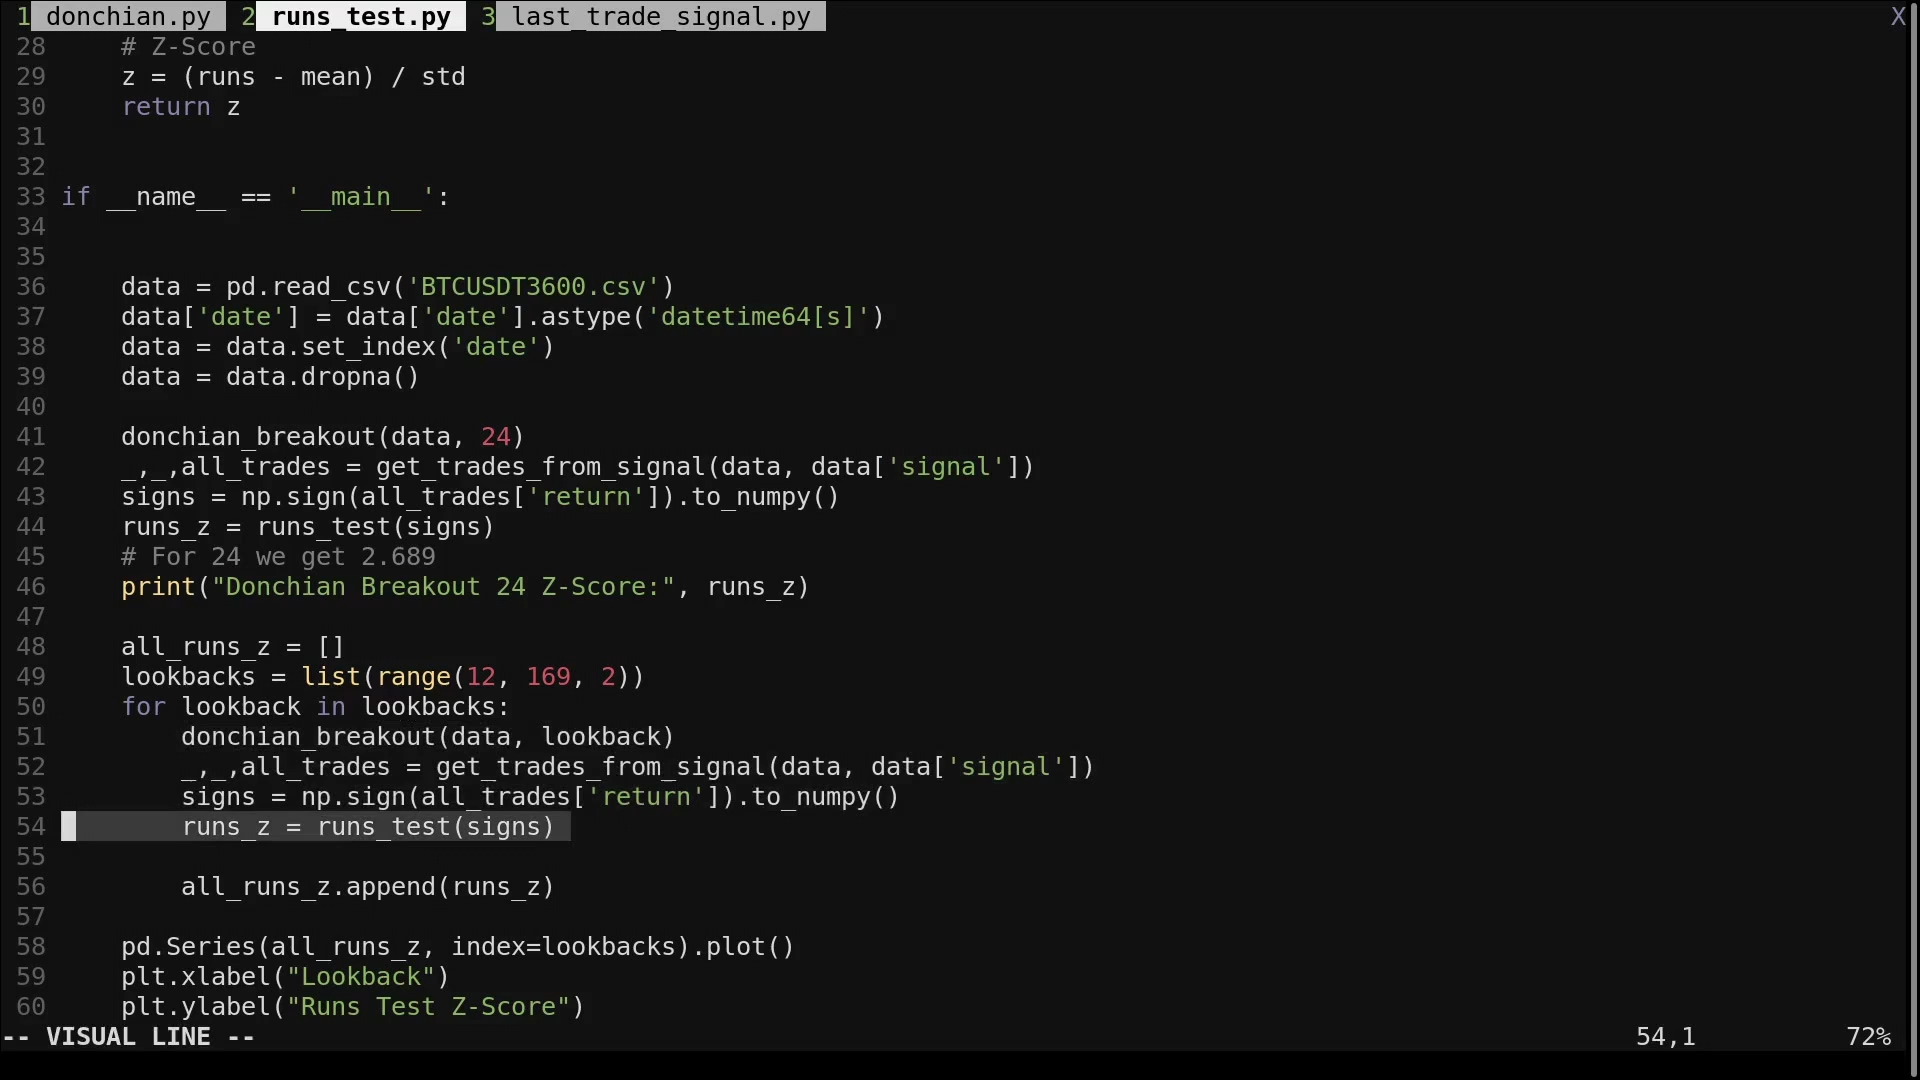 1 donchian.py 2 runs_test.py 3 last_trade_signal.py X
28     # Z-Score
29     z = (runs - mean) / std
30     return z
31
32
33 if __name__ == '__main__':
34
35
36     data = pd.read_csv('BTCUSDT3600.csv')
37     data['date'] = data['date'].astype('datetime64[s]')
38     data = data.set_index('date')
39     data = data.dropna()
40
41     donchian_breakout(data, 24)
42     _,_,all_trades = get_trades_from_signal(data, data['signal'])
43     signs = np.sign(all_trades['return']).to_numpy()
44     runs_z = runs_test(signs)
45     # For 24 we get 2.689
46     print("Donchian Breakout 24 Z-Score:", runs_z)
47
48     all_runs_z = []
49     lookbacks = list(range(12, 169, 2))
50     for lookback in lookbacks:
51         donchian_breakout(data, lookback)
52         _,_,all_trades = get_trades_from_signal(data, data['signal'])
53         signs = np.sign(all_trades['return']).to_numpy()
54         runs_z = runs_test(signs)
55
56         all_runs_z.append(runs_z)
57
58     pd.Series(all_runs_z, index=lookbacks).plot()
59     plt.xlabel("Lookback")
60     plt.ylabel("Runs Test Z-Score")
-- VISUAL LINE -- 54,1 72%